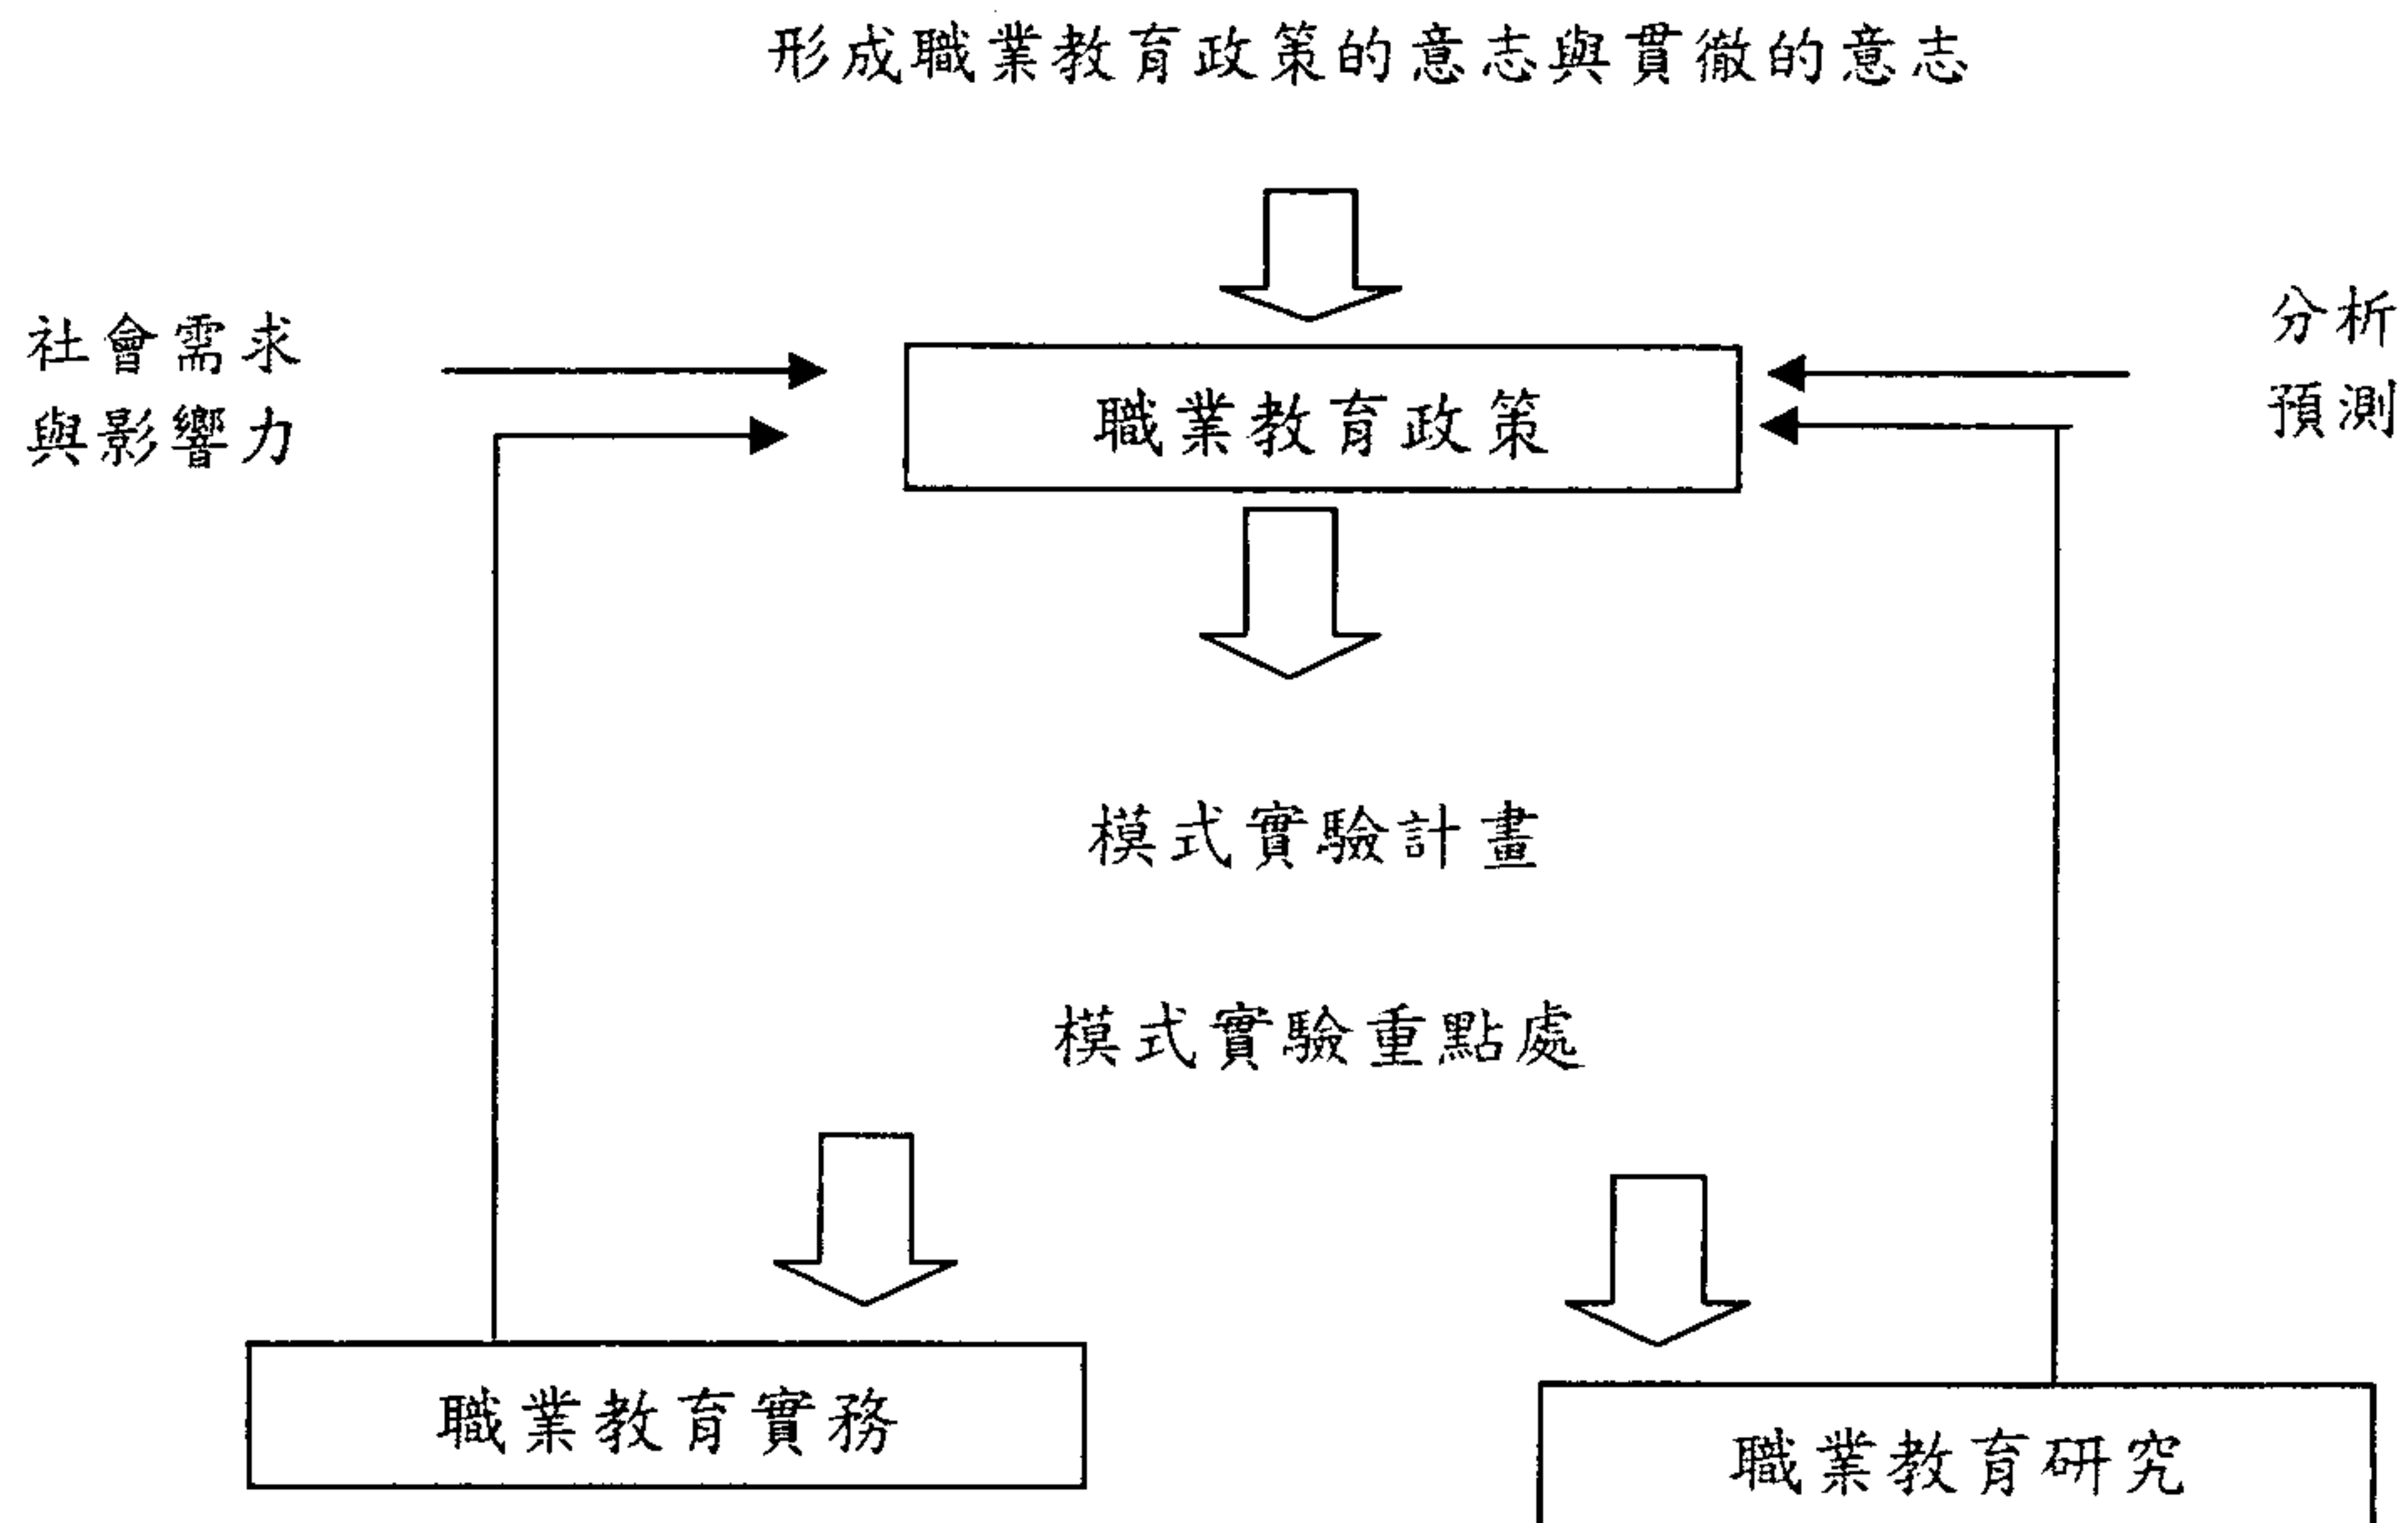 形成職業教育政策的意志與貫徹的意志
社會需求
與影響力
分析
預測
職業教育政策
模式實驗計畫
模式實驗重點處
職業教育實務
職業教育研究